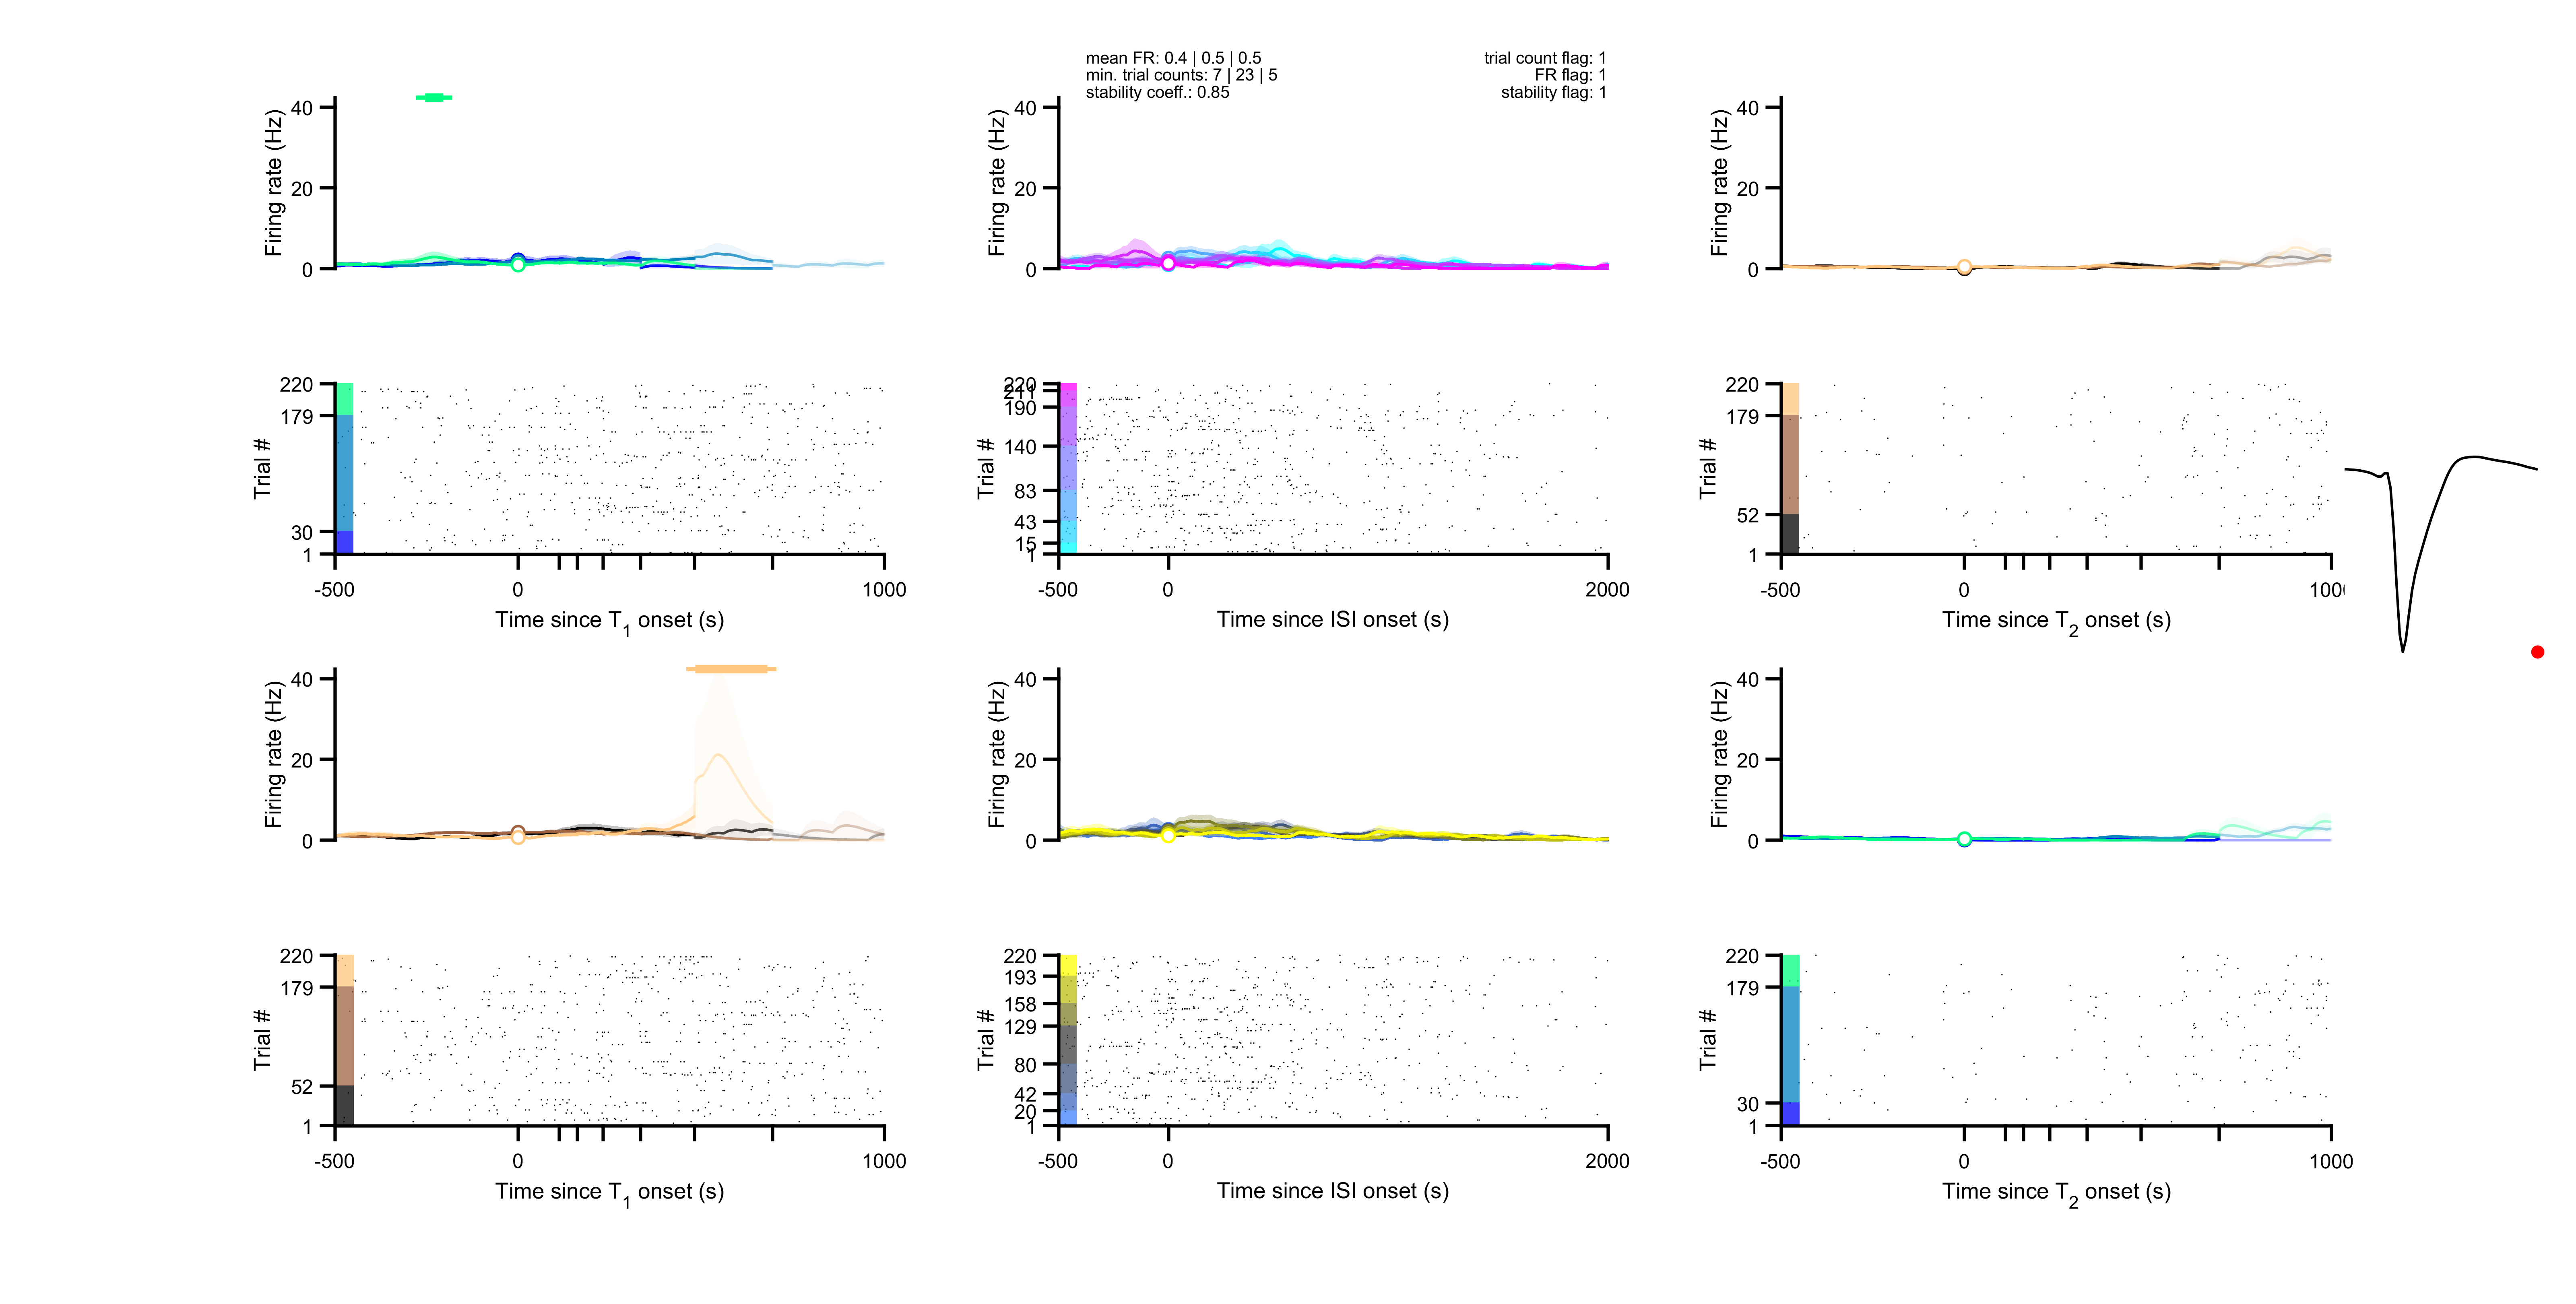 mean FR: 0.4 | 0.5 | 0.5
min. trial counts: 7 | 23 | 5
stability coeff.: 0.85
trial count flag: 1
FR flag: 1
stability flag: 1
Firing rate (Hz)
40
20
0
Firing rate (Hz)
40
20
0
Firing rate (Hz)
40
20
0
Trial #
220
179
30
1
-500
0
1000
Time since T1 onset (s)
Trial #
220
211
190
140
83
43
15
1
-500
0
2000
Time since ISI onset (s)
Trial #
220
179
52
1
-500
0
1000
Time since T2 onset (s)
Firing rate (Hz)
40
20
0
Firing rate (Hz)
40
20
0
Firing rate (Hz)
40
20
0
Trial #
220
179
52
1
-500
0
1000
Time since T1 onset (s)
Trial #
220
193
158
129
80
42
20
1
-500
0
2000
Time since ISI onset (s)
Trial #
220
179
30
1
-500
0
1000
Time since T2 onset (s)